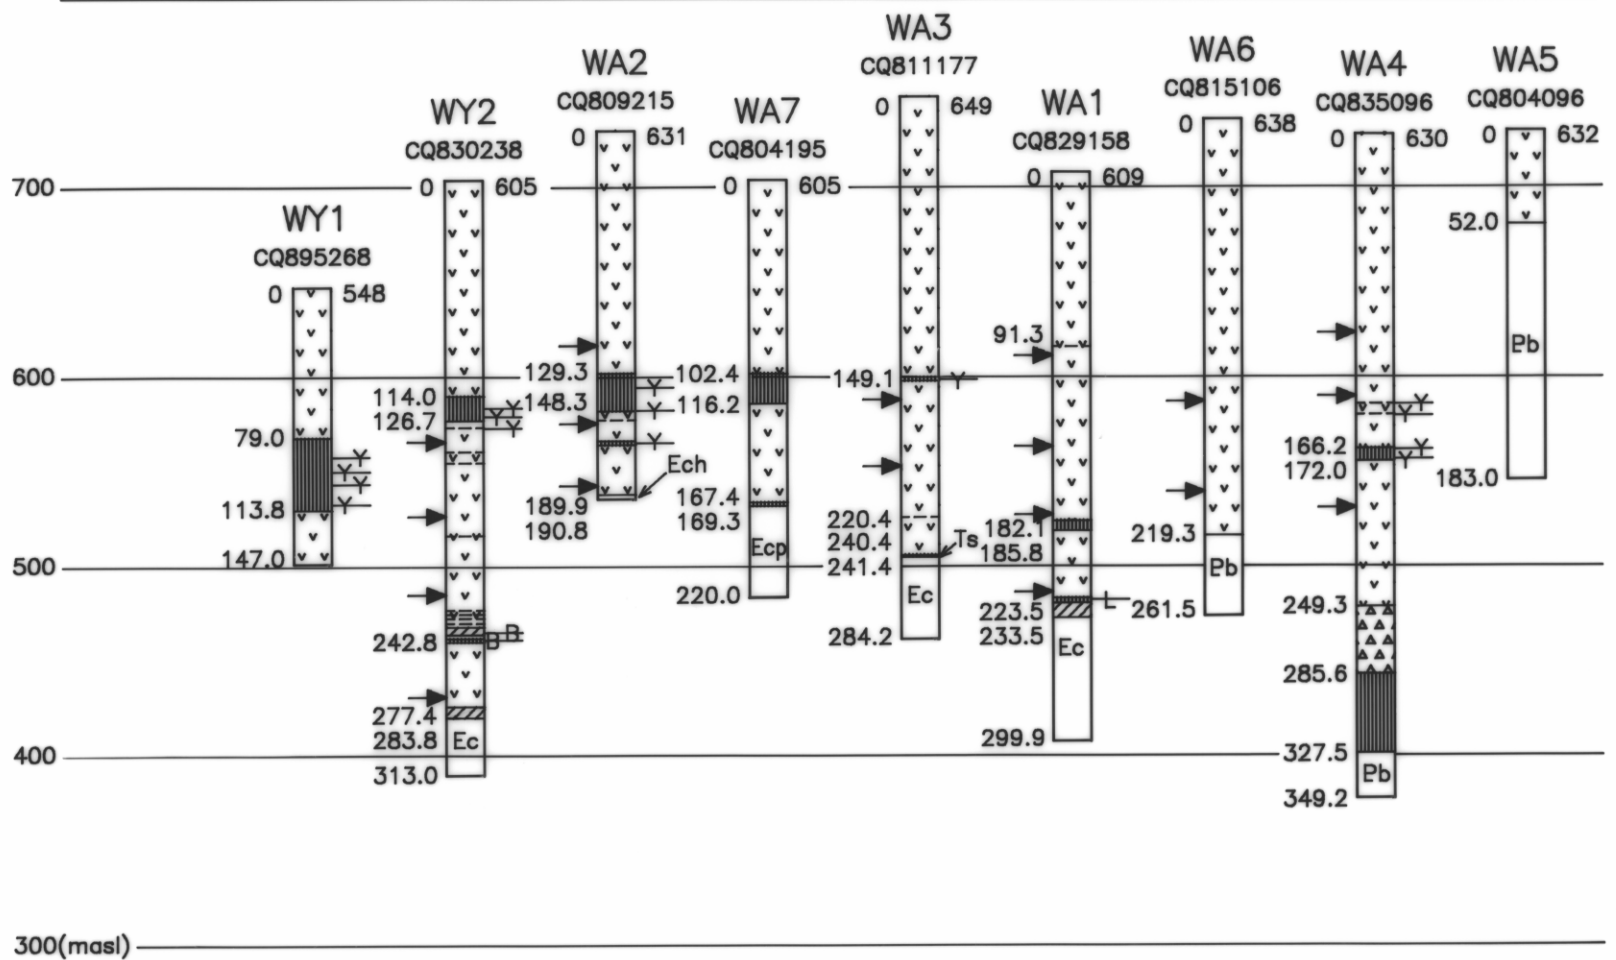 WY1
CQ895268
0 548
79.0
Y
Y
Y
Y
113.8
147.0
WY2
CQ830238
0 605
114.0
126.7
Y
Y
Y
242.8
B
B
277.4
283.8
Ec
313.0
WA2
CQ809215
0 631
129.3
148.3
Y
Y
Y
Ech
189.9
190.8
WA7
CQ804195
0 605
102.4
116.2
167.4
169.3
Ecp
220.0
WA3
CQ811177
0 649
149.1
Y
220.4
240.4
Ts
241.4
Ec
284.2
WA1
CQ829158
0 609
91.3
182.1
185.8
L
223.5
233.5
Ec
299.9
WA6
CQ815106
0 638
219.3
Pb
261.5
WA4
CQ835096
0 630
Y
Y
166.2
Y
Y
172.0
249.3
285.6
327.5
Pb
349.2
WA5
CQ804096
0 632
52.0
Pb
183.0
700
600
500
400
300(masl)